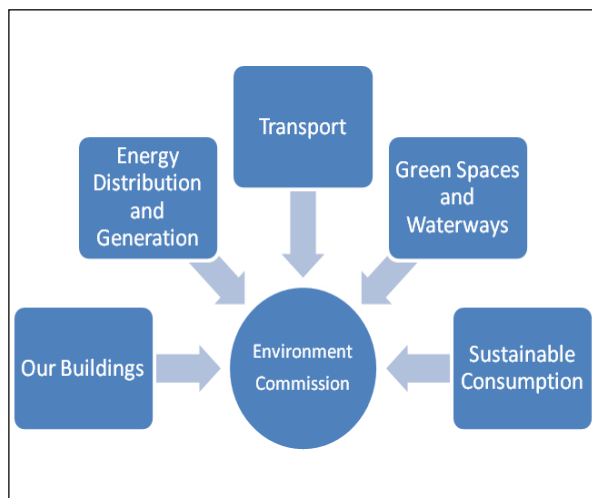 Transport
Energy
Distribution
and
Generation
Green Spaces
and
Waterways
Our Buildings
Environment
Commission
Sustainable
Consumption